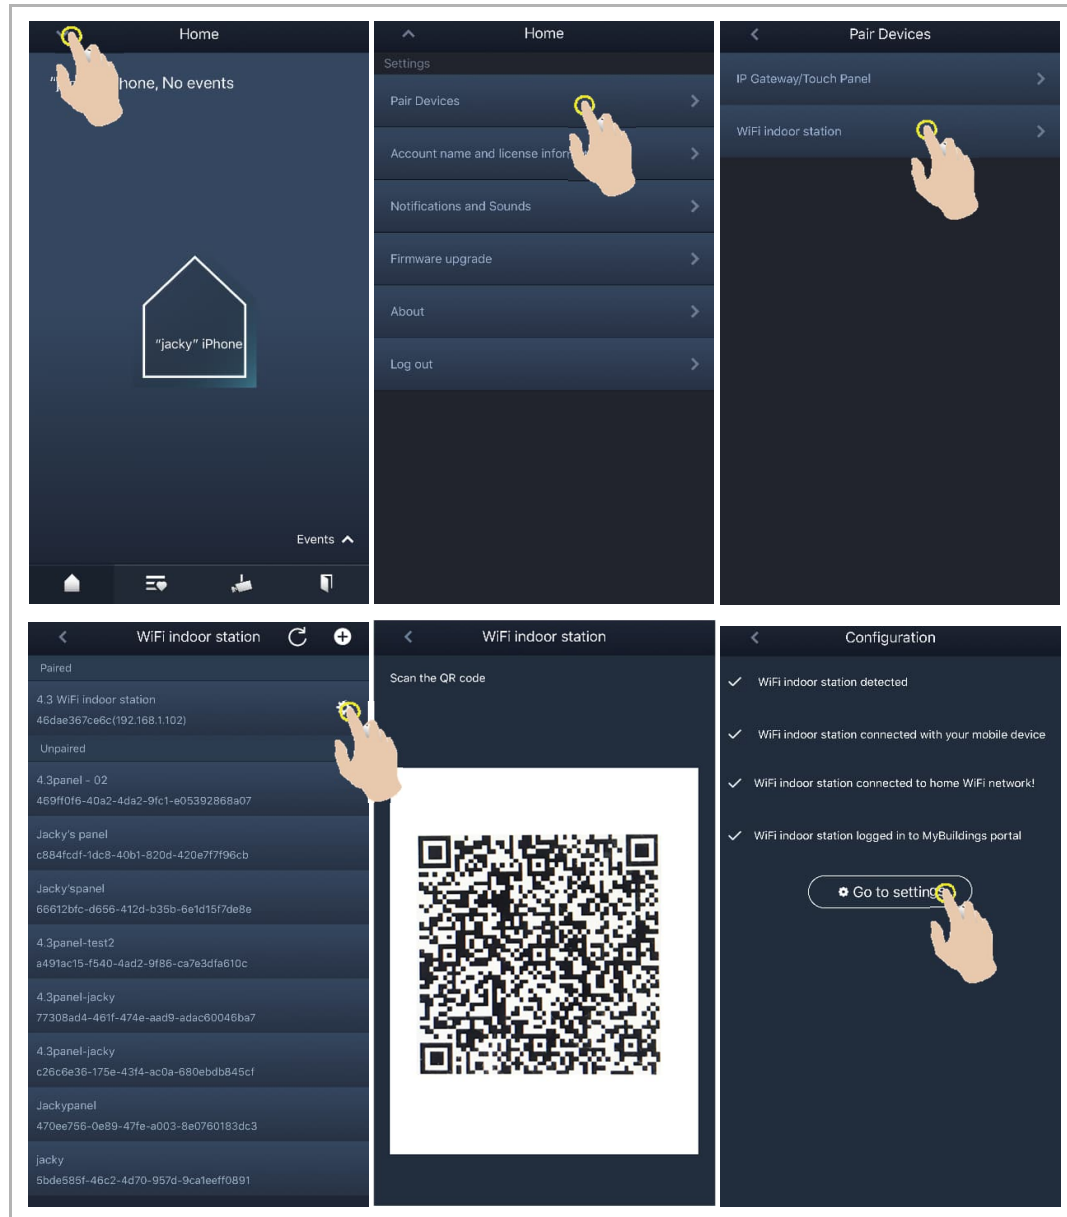 Home
hone, No events
"jacky" iPhone
Events
Home
Settings
Pair Devices
Account name and license
Notifications and Sounds
Firmware upgrade
About
Log out
Pair Devices
IP Gateway/Touch Panel
WiFi indoor station
WiFi indoor station
Paired
4.3 WiFi indoor station
46dae367ce6c(192.168.1.102)
Unpaired
4.3panel - 02
469ff0f6-40a2-4da2-9fc1-e05392868a07
Jacky's panel
c884fcdf-1dc8-40b1-820d-420e7f7f96cb
Jacky'spanel
66612bfc-d656-412d-b35b-6e1d15f7de8e
4.3panel-test2
a491ac15-f540-4ad2-9f86-ca7e3dfa610c
4.3panel-jacky
77308ad4-461f-474e-aad9-adac60046ba7
4.3panel-jacky
c26c6e36-175e-43f4-ac0a-680ebdb845cf
Jackypanel
470ee756-0e89-47fe-a003-8e0760183dc3
jacky
5bde585f-46c2-4d70-957d-9ca1eeff0891
WiFi indoor station
Scan the QR code
Configuration
WiFi indoor station detected
WiFi indoor station connected with your mobile device
WiFi indoor station connected to home WiFi network!
WiFi indoor station logged in to MyBuildings portal
Go to settings